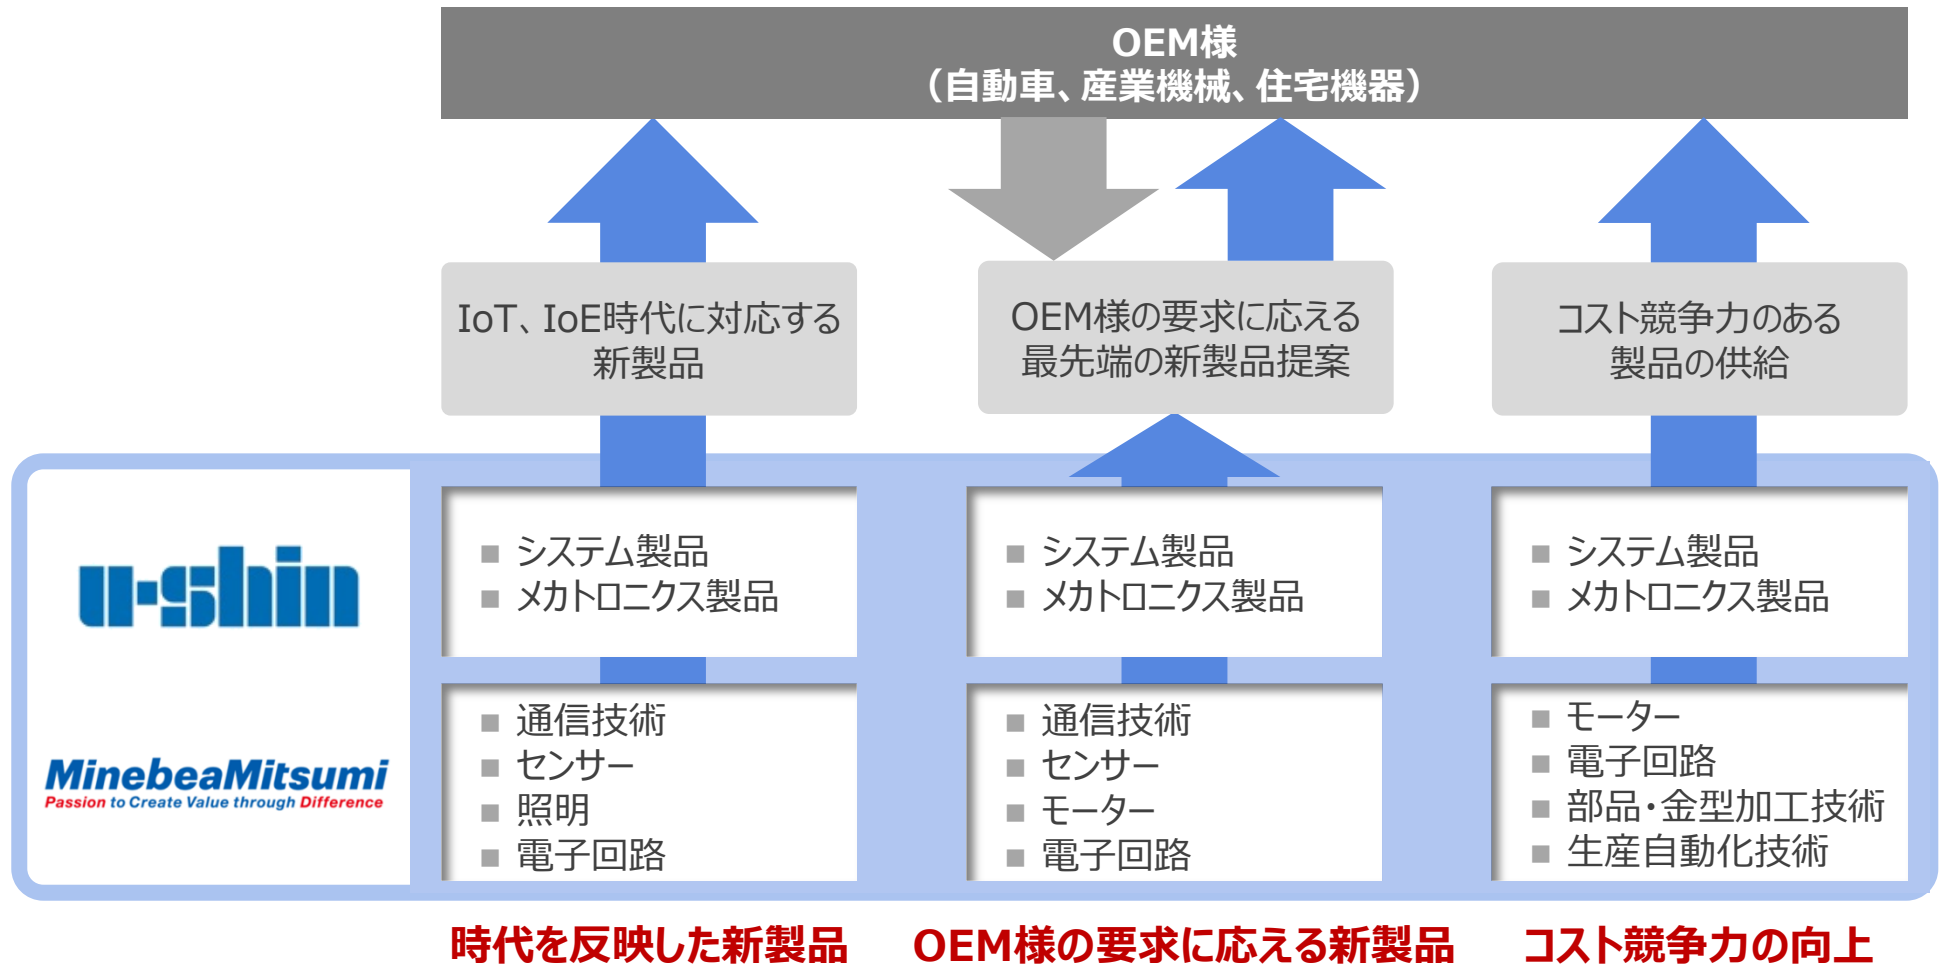 OEM様
（自動車、産業機械、住宅機器）
IoT、IoE時代に対応する
新製品
OEM様の要求に応える
最先端の新製品提案
コスト競争力のある
製品の供給
u-shin
MinebeaMitsumi
Passion to Create Value through Difference
■ システム製品
■ メカトロニクス製品
■ 通信技術
■ センサー
■ 照明
■ 電子回路
■ システム製品
■ メカトロニクス製品
■ 通信技術
■ センサー
■ モーター
■ 電子回路
■ システム製品
■ メカトロニクス製品
■ モーター
■ 電子回路
■ 部品・金型加工技術
■ 生産自動化技術
時代を反映した新製品
OEM様の要求に応える新製品
コスト競争力の向上